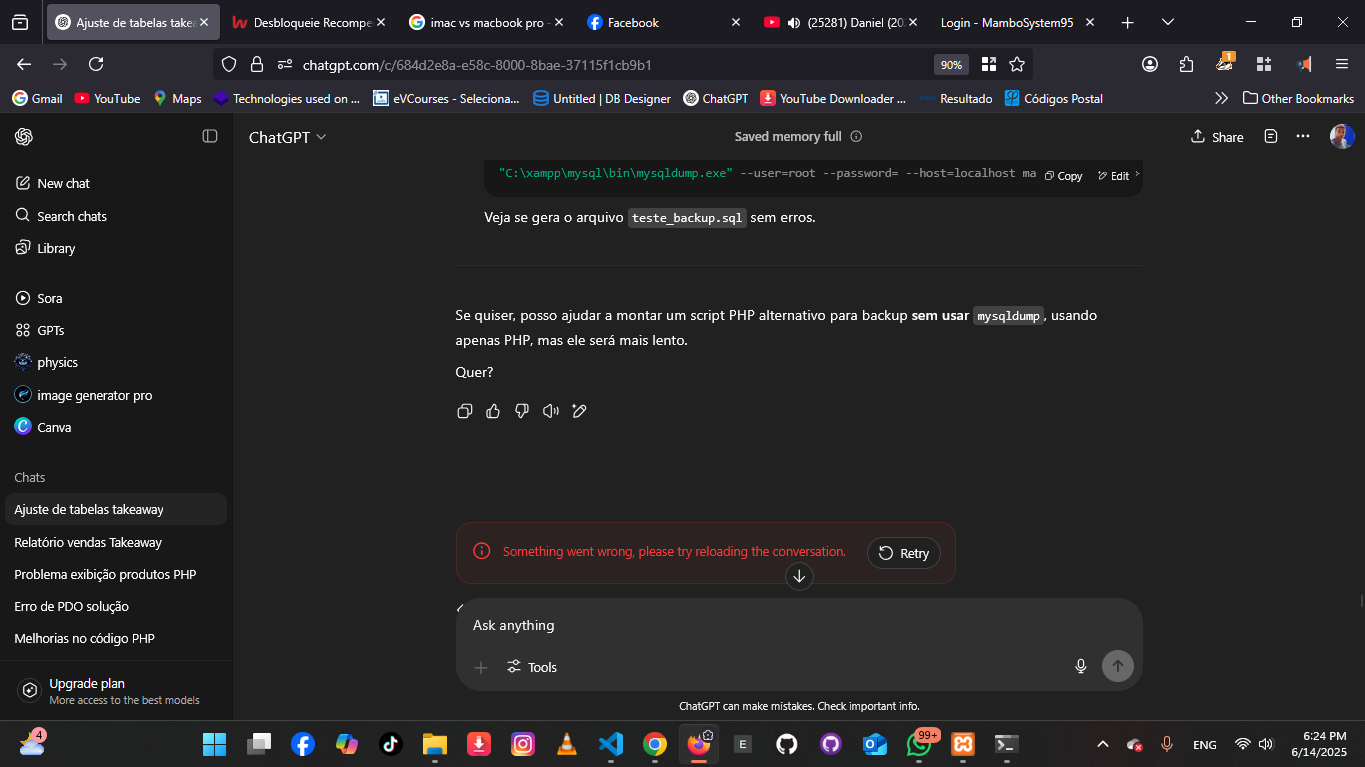 Ajuste de tabelas takea
Desbloqueie Recompe
imac vs macbook pro -
Facebook
(25281) Daniel (20
Login - MamboSystem95
chatgpt.com/c/684d2e8a-e58c-8000-8bae-37115f1cb9b1
90%
1
Gmail
YouTube
Maps
Technologies used on ...
eVCourses - Seleciona...
Untitled | DB Designer
ChatGPT
YouTube Downloader ...
Resultado
Códigos Postal
Other Bookmarks
ChatGPT
Saved memory full
Share
New chat
Search chats
Library
Sora
GPTs
physics
image generator pro
Canva
Chats
Ajuste de tabelas takeaway
Relatório vendas Takeaway
Problema exibição produtos PHP
Erro de PDO solução
Melhorias no código PHP
Upgrade plan
More access to the best models
"C:\xampp\mysql\bin\mysqldump.exe" --user=root --password= --host=localhost ma
Copy
Edit
Veja se gera o arquivo teste_backup.sql sem erros.
Se quiser, posso ajudar a montar um script PHP alternativo para backup sem usar mysqldump, usando
apenas PHP, mas ele será mais lento.
Quer?
Something went wrong, please try reloading the conversation.
Retry
Ask anything
Tools
ChatGPT can make mistakes. Check important info.
4
99+
ENG
6:24 PM
6/14/2025